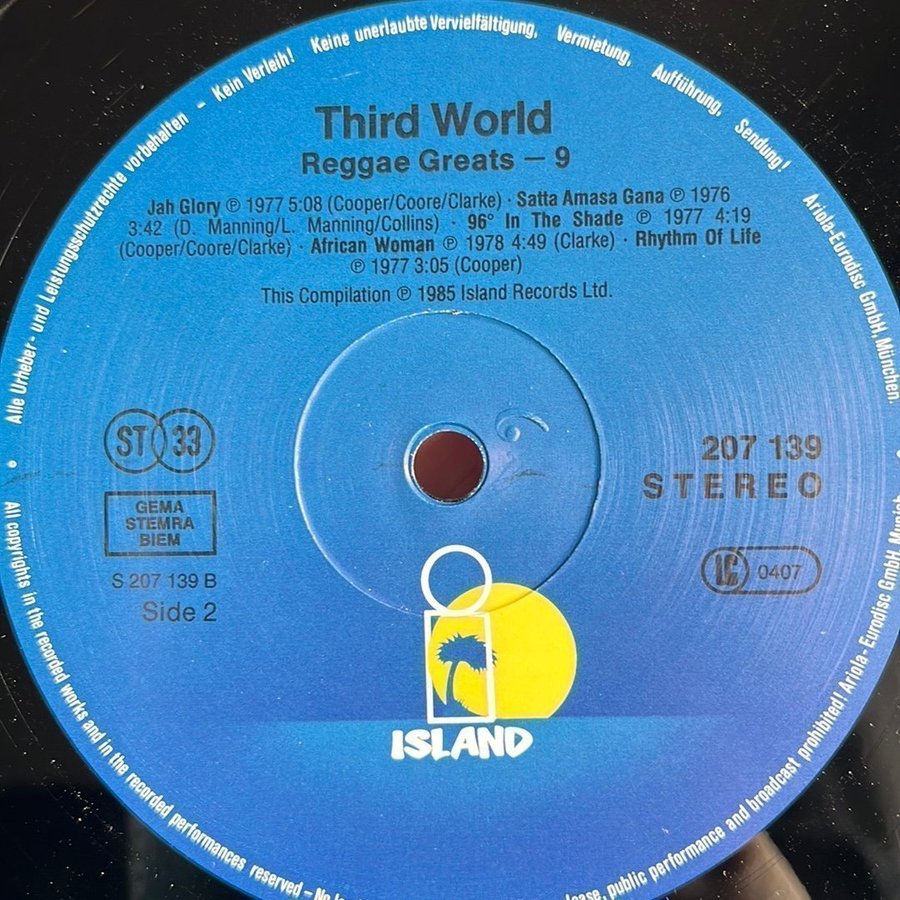 Alle Urheber- und Leistungsschutzrechte vorbehalten – Kein Verleih! Keine unerlaubte Vervielfältigung, Vermietung, Aufführung, Sendung!
Ariola-Eurodisc GmbH, München.
Third World
Reggae Greats – 9
Jah Glory ℗ 1977 5:08 (Cooper/Coore/Clarke) · Satta Amasa Gana ℗ 1976
3:42 (D. Manning/L. Manning/Collins) · 96° In The Shade ℗ 1977 4:19
(Cooper/Coore/Clarke) · African Woman ℗ 1978 4:49 (Clarke) · Rhythm Of Life
℗ 1977 3:05 (Cooper)
This Compilation ℗ 1985 Island Records Ltd.
ST 33
207 139
STEREO
GEMA
STEMRA
BIEM
LC 0407
S 207 139 B
Side 2
ISLAND
All copyrights in the recorded works and in the recorded performances reserved – No
public performance and broadcast prohibited! Ariola-Eurodisc GmbH, Munich